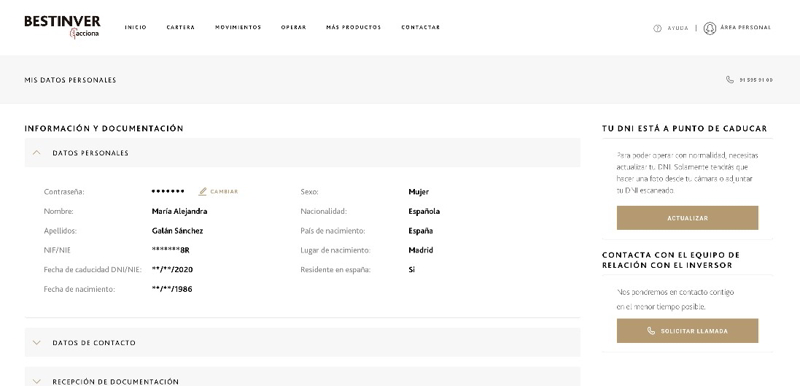 BESTINVER
acciona
INICIO CARTERA MOVIMIENTOS OPERAR MÁS PRODUCTOS CONTACTAR
AYUDA | ÁREA PERSONAL
MIS DATOS PERSONALES
91 595 91 00
INFORMACIÓN Y DOCUMENTACIÓN
DATOS PERSONALES
Contraseña: ••••••• CAMBIAR
Nombre: María Alejandra
Apellidos: Galán Sánchez
NIF/NIE *******8R
Fecha de caducidad DNI/NIE: **/**/2020
Fecha de nacimiento: **/**/1986
Sexo: Mujer
Nacionalidad: Española
País de nacimiento: España
Lugar de nacimiento: Madrid
Residente en españa: Si
DATOS DE CONTACTO
RECEPCIÓN DE DOCUMENTACIÓN
TU DNI ESTÁ A PUNTO DE CADUCAR
Para poder operar con normalidad, necesitas
actualizar tu DNI. Solamente tendrás que
hacer una foto desde tu cámara o adjuntar
tu DNI escaneado.
ACTUALIZAR
CONTACTA CON EL EQUIPO DE
RELACIÓN CON EL INVERSOR
Nos pondremos en contacto contigo
en el menor tiempo posible.
SOLICITAR LLAMADA